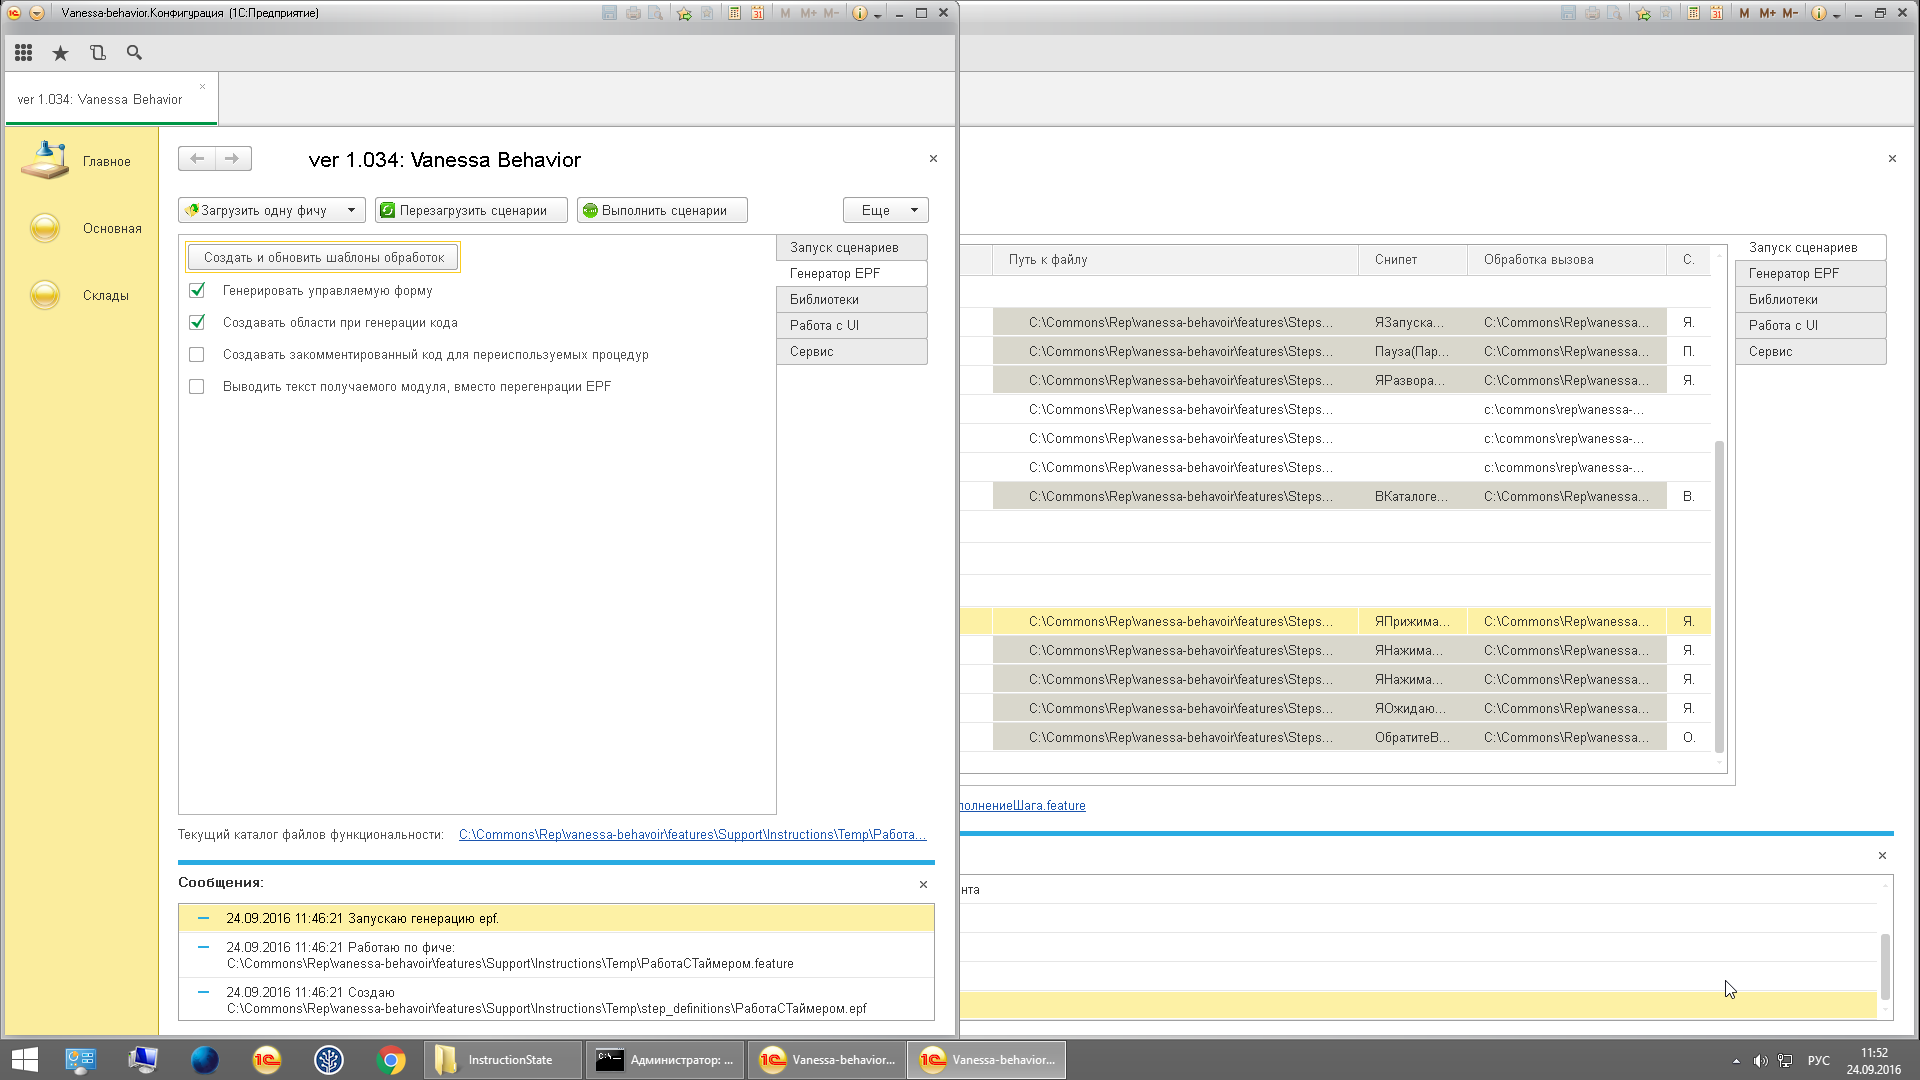 Vanessa-behavior.Конфигурация (1С:Предприятие)
M M+ M-
M M+ M-
ver 1.034: Vanessa Behavior
Главное
Основная
Склады
ver 1.034: Vanessa Behavior
Загрузить одну фичу
Перезагрузить сценарии
Выполнить сценарии
Еще
Создать и обновить шаблоны обработок
Генерировать управляемую форму
Создавать области при генерации кода
Создавать закомментированный код для переиспользуемых процедур
Выводить текст получаемого модуля, вместо перегенрации EPF
Запуск сценариев
Генератор EPF
Библиотеки
Работа с UI
Сервис
Текущий каталог файлов функциональности: C:\Commons\Rep\vanessa-behavoir\features\Support\Instructions\Temp\Работа...
Сообщения:
24.09.2016 11:46:21 Запускаю генерацию epf.
24.09.2016 11:46:21 Работаю по фиче:
C:\Commons\Rep\vanessa-behavoir\features\Support\Instructions\Temp\РаботаСТаймером.feature
24.09.2016 11:46:21 Создаю
C:\Commons\Rep\vanessa-behavoir\features\Support\Instructions\Temp\step_definitions\РаботаСТаймером.epf
Путь к файлу Снипет Обработка вызова С.
C:\Commons\Rep\vanessa-behavoir\features\Steps... ЯЗапуска... C:\Commons\Rep\vanessa... Я.
C:\Commons\Rep\vanessa-behavoir\features\Steps... Пауза(Пар... C:\Commons\Rep\vanessa... П.
C:\Commons\Rep\vanessa-behavoir\features\Steps... ЯРазвора... C:\Commons\Rep\vanessa... Я.
C:\Commons\Rep\vanessa-behavoir\features\Steps... c:\commons\rep\vanessa-...
C:\Commons\Rep\vanessa-behavoir\features\Steps... c:\commons\rep\vanessa-...
C:\Commons\Rep\vanessa-behavoir\features\Steps... c:\commons\rep\vanessa-...
C:\Commons\Rep\vanessa-behavoir\features\Steps... ВКаталоге... C:\Commons\Rep\vanessa... В.
C:\Commons\Rep\vanessa-behavoir\features\Steps... ЯПрижима... C:\Commons\Rep\vanessa... Я.
C:\Commons\Rep\vanessa-behavoir\features\Steps... ЯНажима... C:\Commons\Rep\vanessa... Я.
C:\Commons\Rep\vanessa-behavoir\features\Steps... ЯНажима... C:\Commons\Rep\vanessa... Я.
C:\Commons\Rep\vanessa-behavoir\features\Steps... ЯОжидаю... C:\Commons\Rep\vanessa... Я.
C:\Commons\Rep\vanessa-behavoir\features\Steps... ОбратитеВ... C:\Commons\Rep\vanessa... О.
Запуск сценариев
Генератор EPF
Библиотеки
Работа с UI
Сервис
полнениеШага.feature
нта
InstructionState
Администратор: ...
Vanessa-behavior...
Vanessa-behavior...
РУС
11:52
24.09.2016